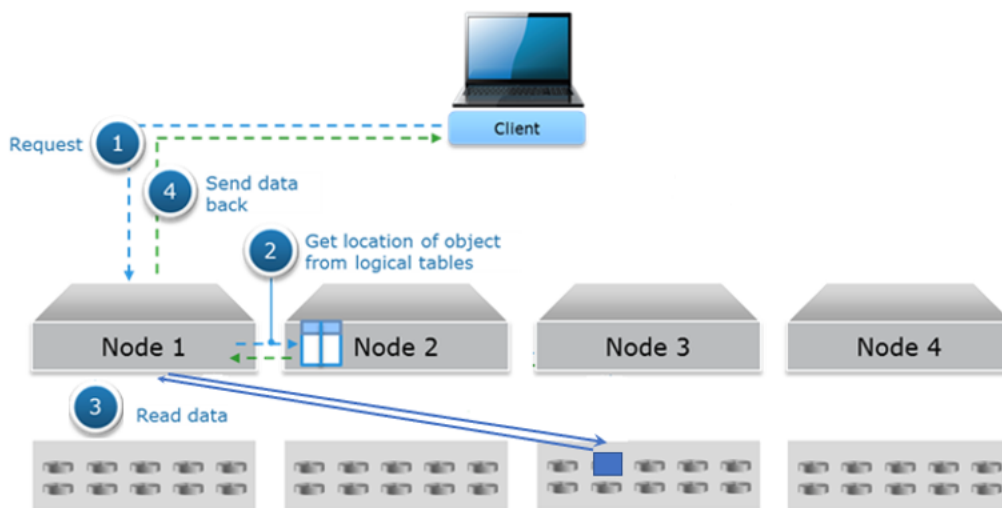 Client
Request
1
4
Send data
back
2
Get location of object
from logical tables
Node 1
Node 2
Node 3
Node 4
3
Read data